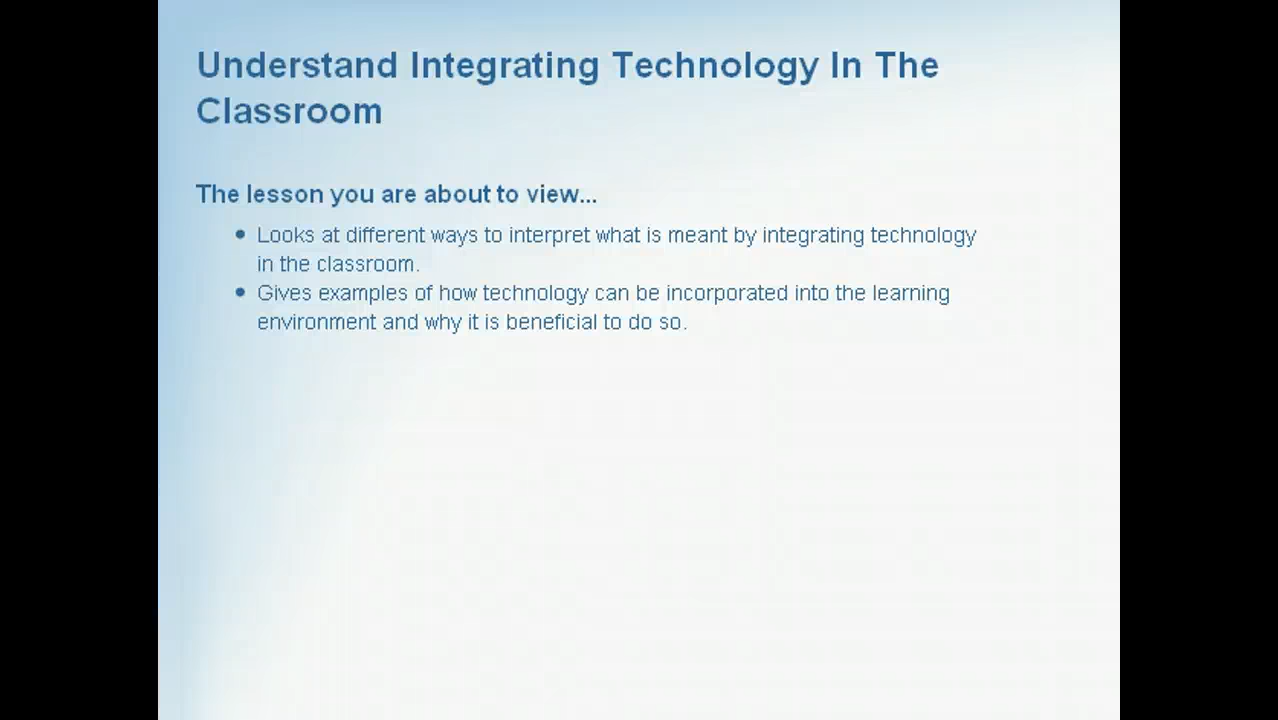 Understand Integrating Technology In The
Classroom
The lesson you are about to view...
• Looks at different ways to interpret what is meant by integrating technology
in the classroom.
• Gives examples of how technology can be incorporated into the learning
environment and why it is beneficial to do so.